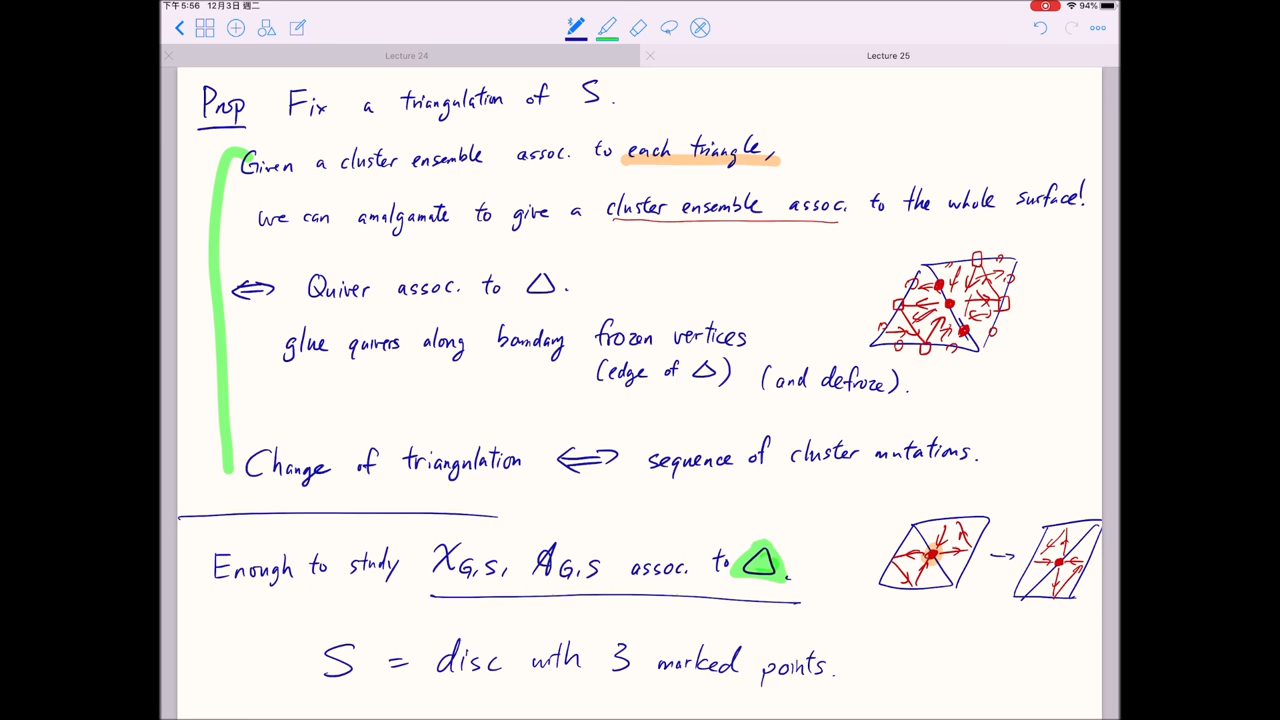 下午5:56 12月3日 週二
94%
Lecture 24
Lecture 25
Prop Fix a triangulation of S.
Given a cluster ensemble assoc. to each triangle,
we can amalgamate to give a cluster ensemble assoc. to the whole surface!
⟺ Quiver assoc. to △.
glue quivers along boundary frozen vertices
(edge of △) (and defroze).
Change of triangulation ⟺ sequence of cluster mutations.
Enough to study 𝒳G,S, 𝒜G,S assoc. to △.
S = disc with 3 marked points.